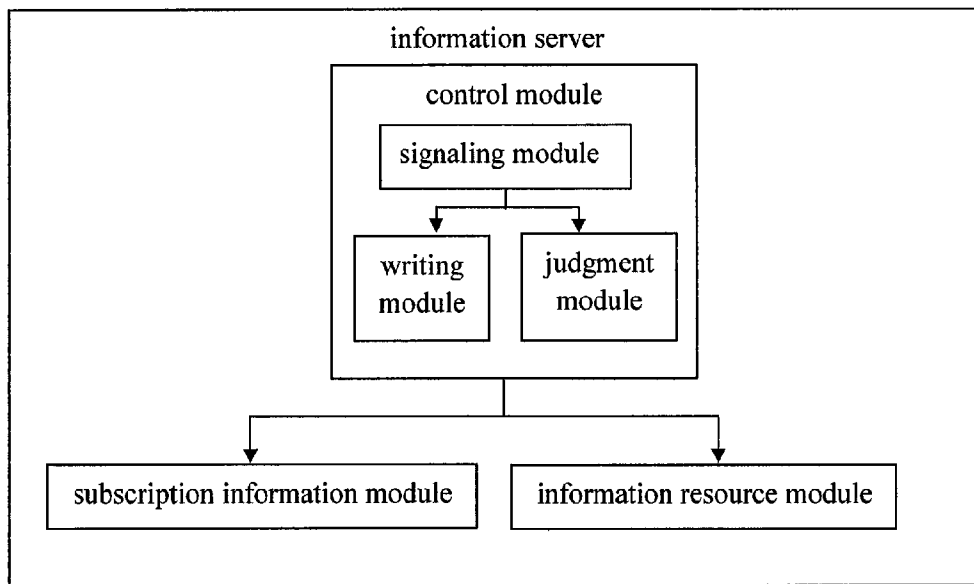 information server
control module
signaling module
writing
module
judgment
module
subscription information module
information resource module